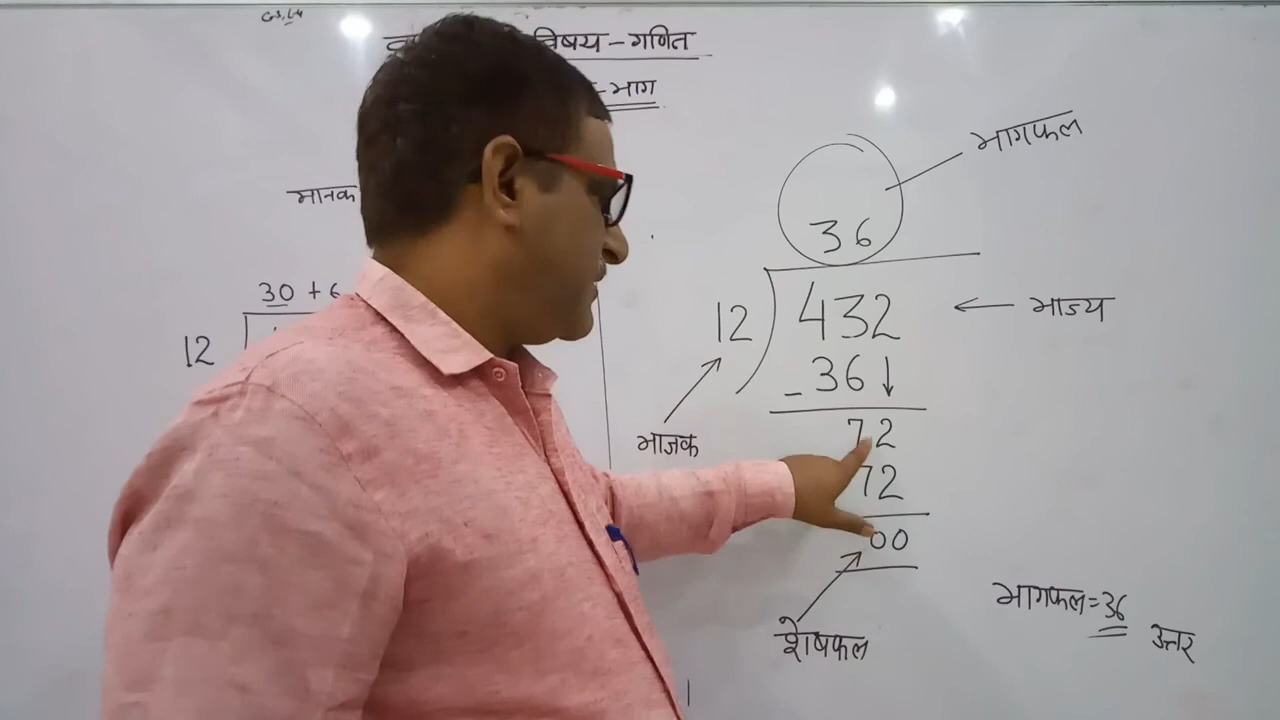 विषय - गणित
- भाग
भागफल
मानक
36
30 + 6
12
12 ) 432
← भाज्य
- 36↓
भाजक
72
72
00
शेषफल
भागफल = 36
उत्तर